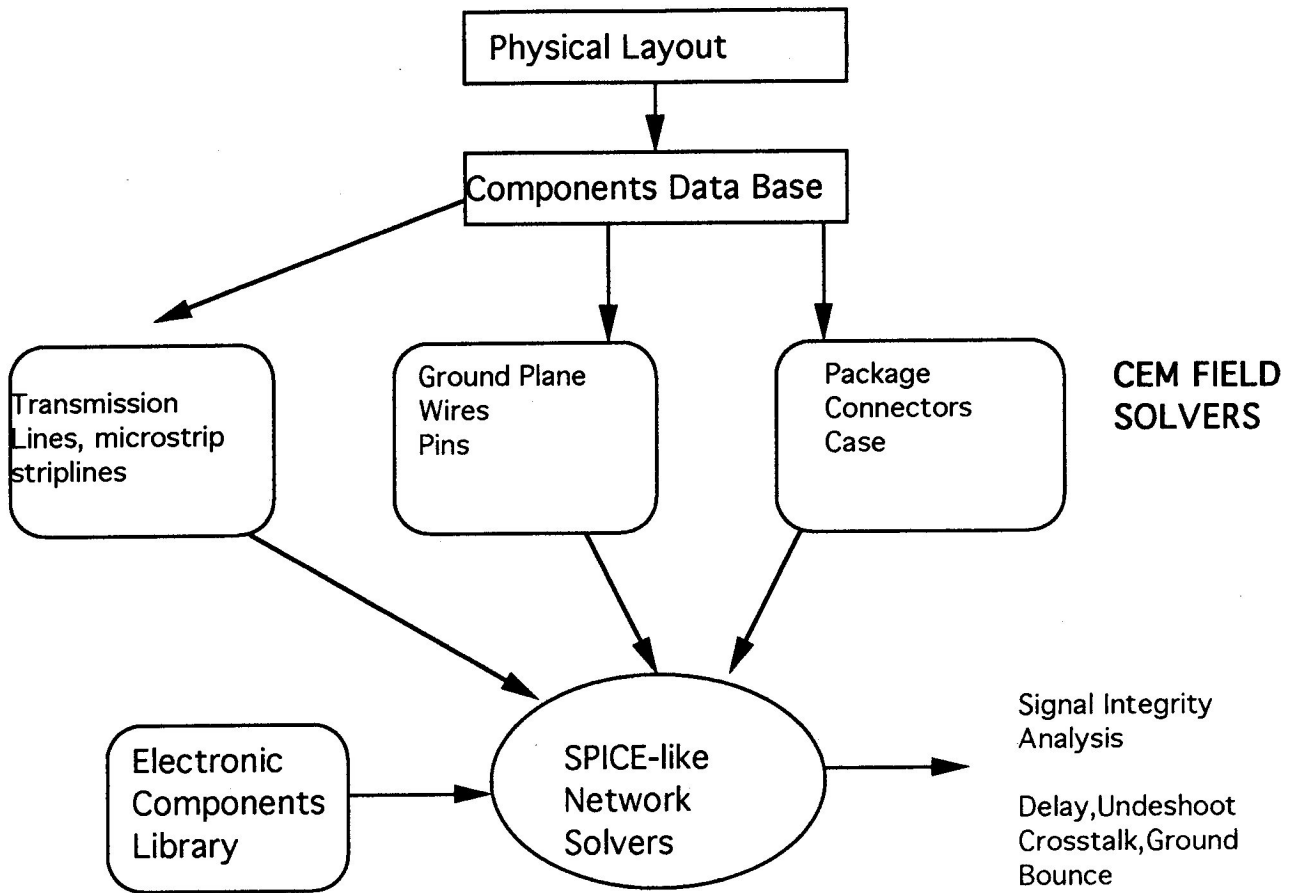 Physical Layout
Components Data Base
Transmission
Lines, microstrip
striplines
Ground Plane
Wires
Pins
Package
Connectors
Case
CEM FIELD
SOLVERS
Electronic
Components
Library
SPICE-like
Network
Solvers
Signal Integrity
Analysis
Delay,Undeshoot
Crosstalk,Ground
Bounce